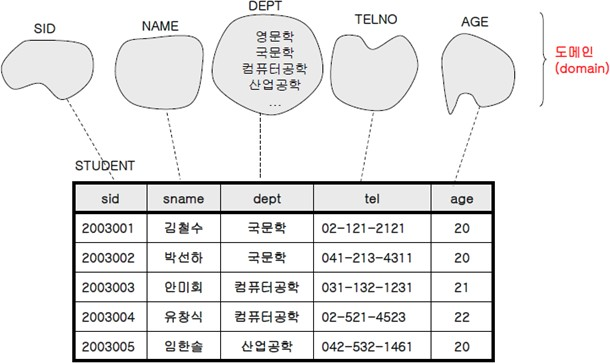 SID NAME DEPT TELNO AGE
영문학
국문학
컴퓨터공학
산업공학
...
도메인
(domain)
STUDENT
sid sname dept tel age
2003001 김철수 국문학 02-121-2121 20
2003002 박선하 국문학 041-213-4311 20
2003003 안미희 컴퓨터공학 031-132-1231 21
2003004 유창식 컴퓨터공학 02-521-4523 22
2003005 임한솔 산업공학 042-532-1461 20